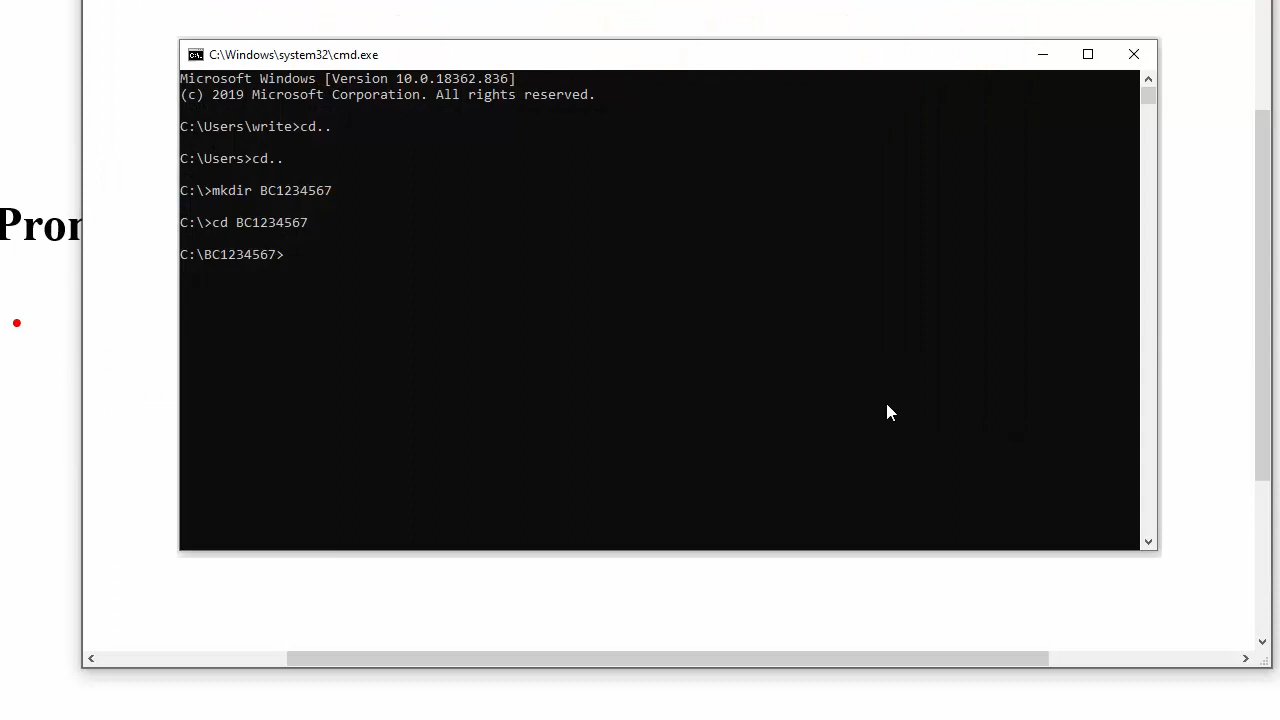 C:\Windows\system32\cmd.exe
Microsoft Windows [Version 10.0.18362.836]
(c) 2019 Microsoft Corporation. All rights reserved.
C:\Users\write>cd..
C:\Users>cd..
C:\>mkdir BC1234567
C:\>cd BC1234567
C:\BC1234567>